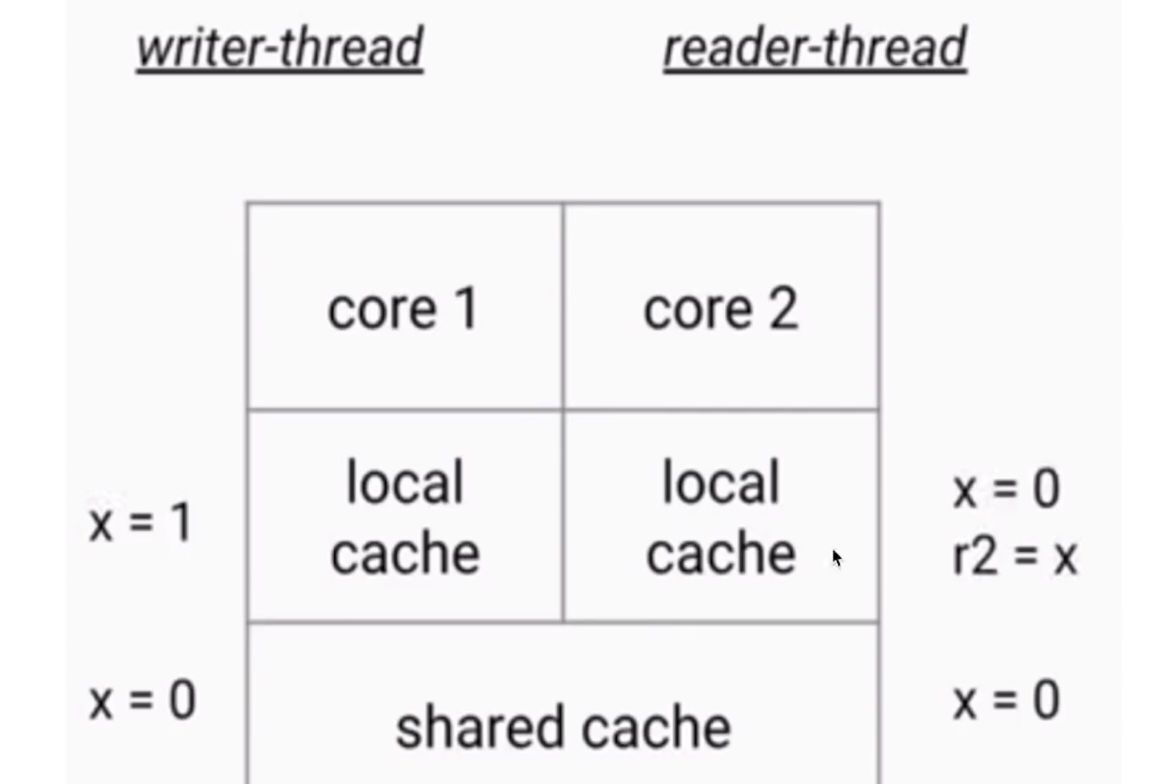 writer-thread
reader-thread
core 1
core 2
x = 1
local
cache
local
cache
x = 0
r2 = x
x = 0
shared cache
x = 0